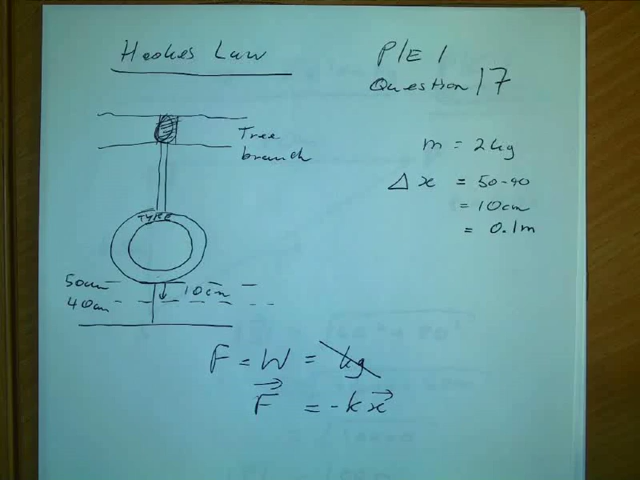 Hookes Law
P/E 1
Question 17
Tree
branch
m = 2kg
Δx = 50-40
= 10cm
= 0.1m
TYRE
50cm
10cm
40cm
F = W = kg
F = -kx